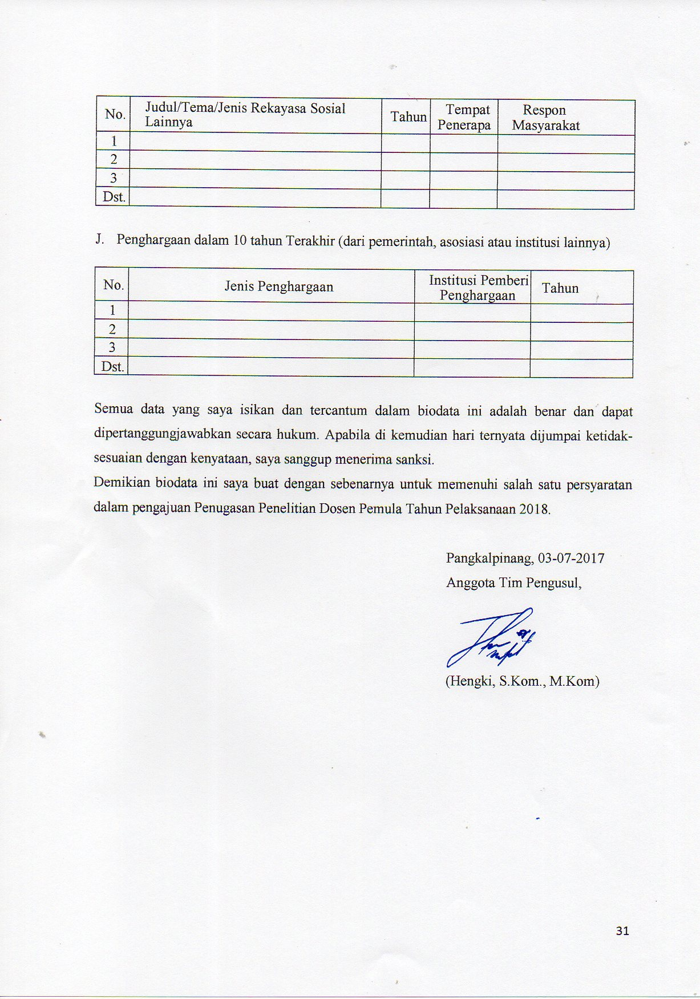 No. Judul/Tema/Jenis Rekayasa Sosial Lainnya Tahun Tempat Penerapa Respon Masyarakat
1
2
3
Dst.
J. Penghargaan dalam 10 tahun Terakhir (dari pemerintah, asosiasi atau institusi lainnya)
No. Jenis Penghargaan Institusi Pemberi Penghargaan Tahun
1
2
3
Dst.
Semua data yang saya isikan dan tercantum dalam biodata ini adalah benar dan dapat
dipertanggungjawabkan secara hukum. Apabila di kemudian hari ternyata dijumpai ketidak-
sesuaian dengan kenyataan, saya sanggup menerima sanksi.
Demikian biodata ini saya buat dengan sebenarnya untuk memenuhi salah satu persyaratan
dalam pengajuan Penugasan Penelitian Dosen Pemula Tahun Pelaksanaan 2018.
Pangkalpinang, 03-07-2017
Anggota Tim Pengusul,
(Hengki, S.Kom., M.Kom)
31